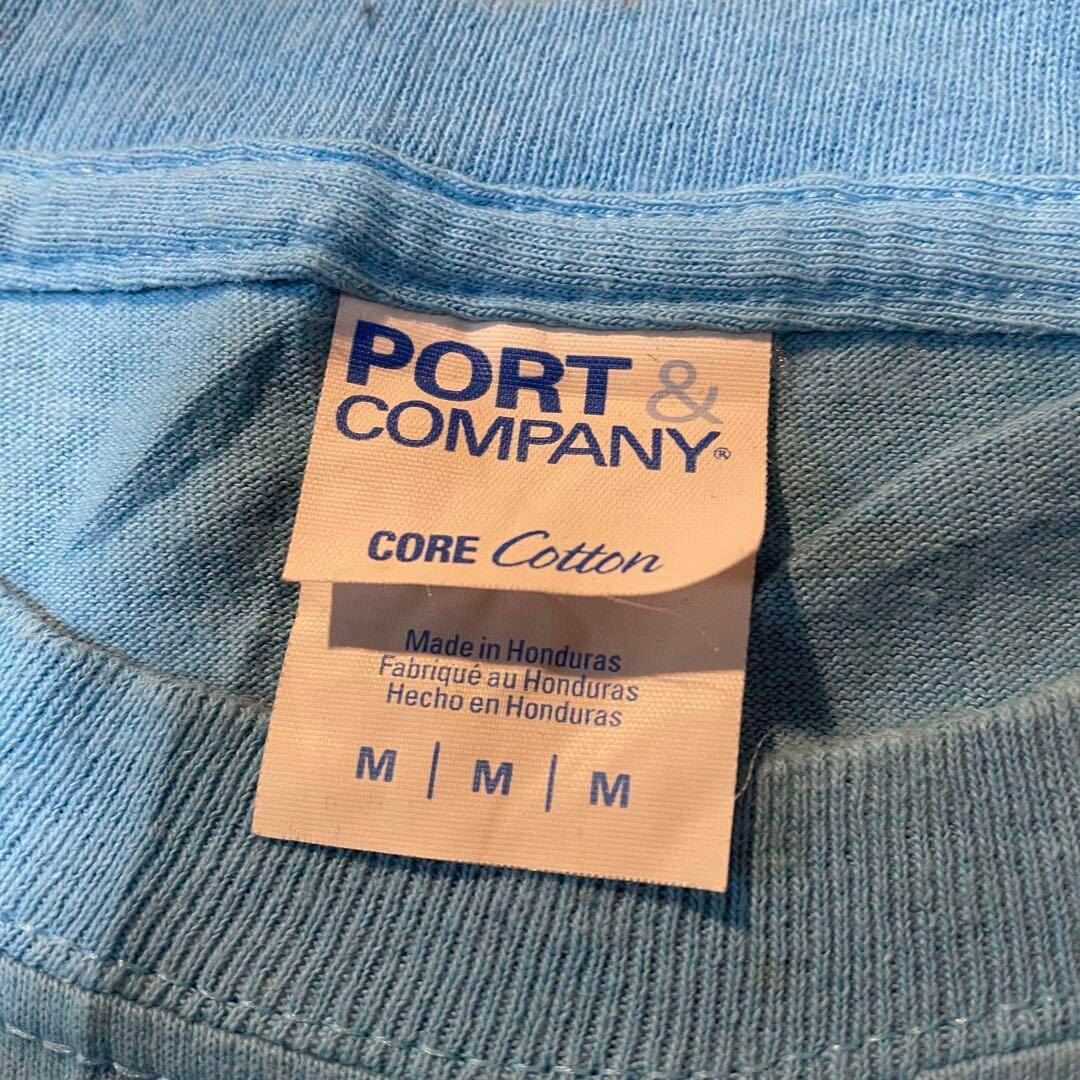 PORT &
COMPANY®
CORE Cotton
Made in Honduras
Fabriqué au Honduras
Hecho en Honduras
M | M | M